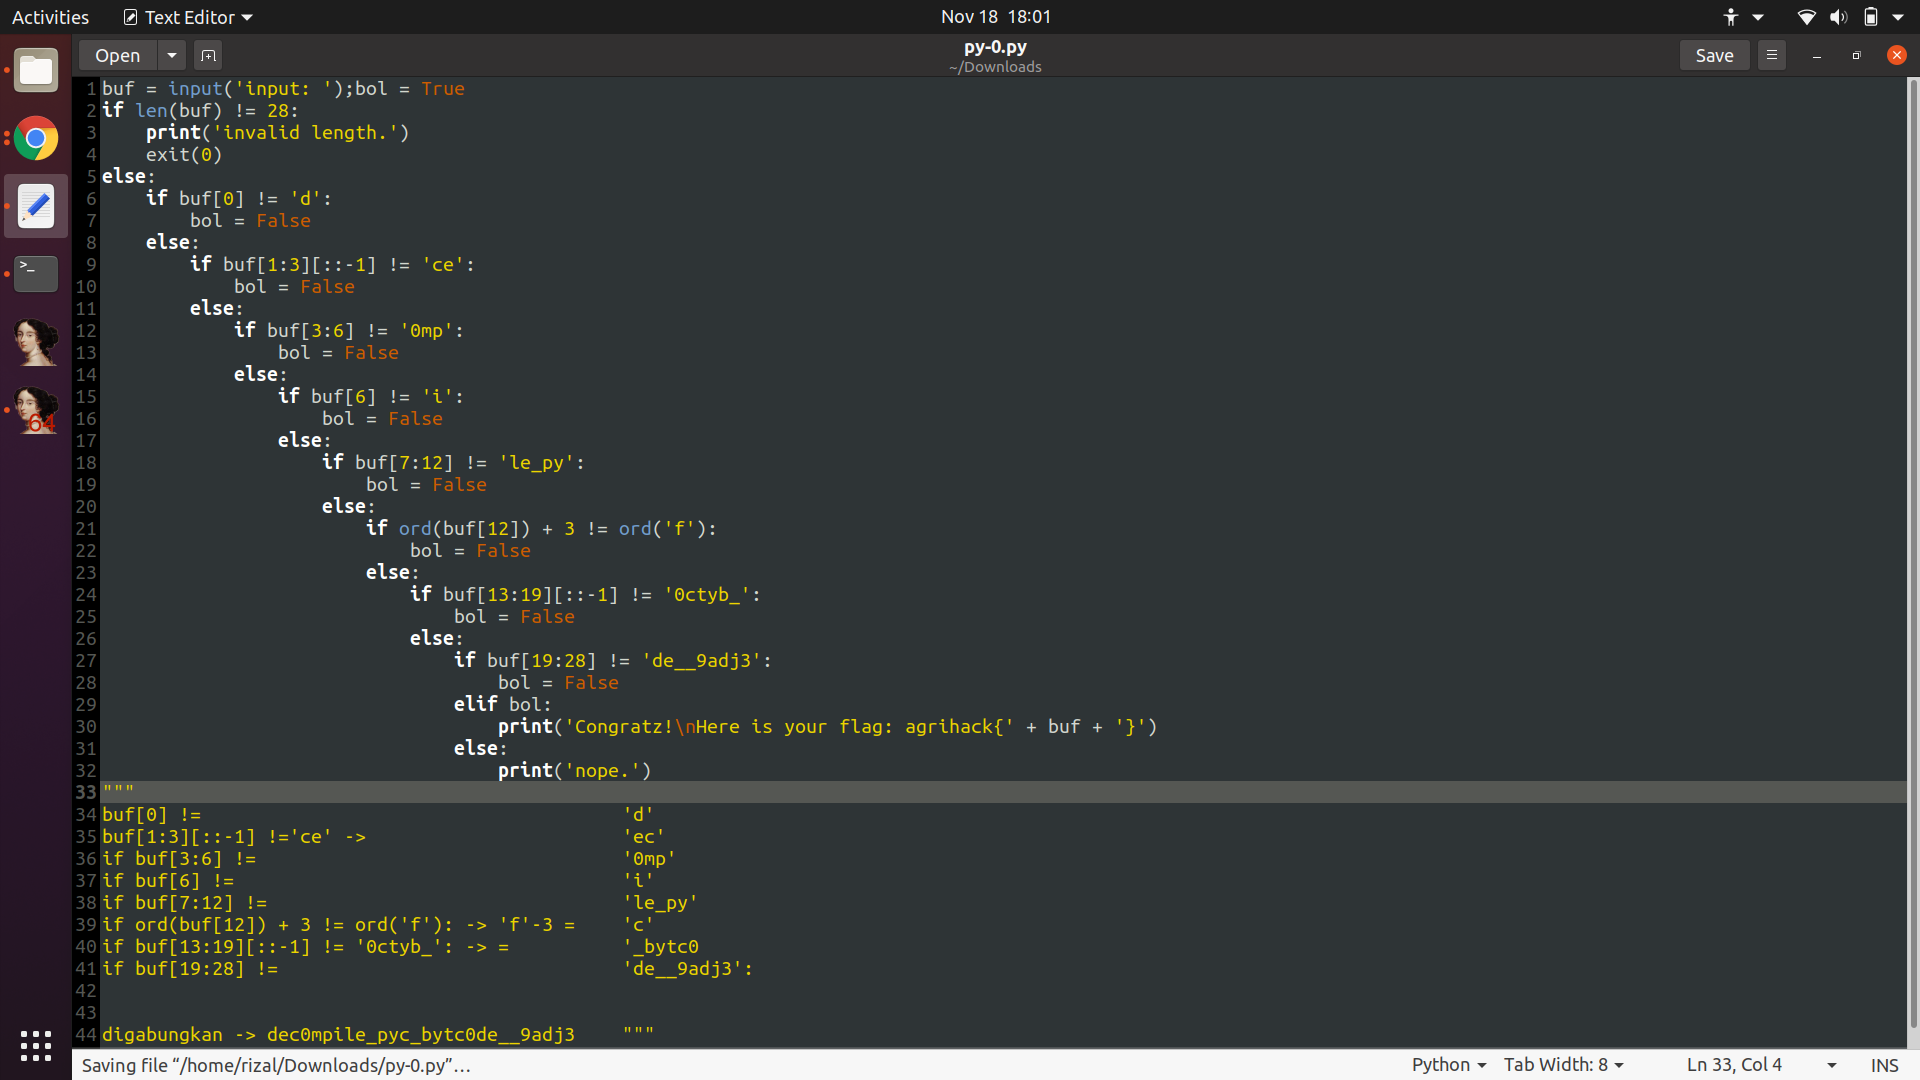 Activities Text Editor Nov 18 18:01
Open py-0.py Save
~/Downloads
1 buf = input('input: ');bol = True
2 if len(buf) != 28:
3     print('invalid length.')
4     exit(0)
5 else:
6     if buf[0] != 'd':
7         bol = False
8     else:
9         if buf[1:3][::-1] != 'ce':
10             bol = False
11         else:
12             if buf[3:6] != '0mp':
13                 bol = False
14             else:
15                 if buf[6] != 'i':
16                     bol = False
17                 else:
18                     if buf[7:12] != 'le_py':
19                         bol = False
20                     else:
21                         if ord(buf[12]) + 3 != ord('f'):
22                             bol = False
23                         else:
24                             if buf[13:19][::-1] != '0ctyb_':
25                                 bol = False
26                             else:
27                                 if buf[19:28] != 'de__9adj3':
28                                     bol = False
29                                 elif bol:
30                                     print('Congratz!\nHere is your flag: agrihack{' + buf + '}')
31                                 else:
32                                     print('nope.')
33 """
34 buf[0] != 'd'
35 buf[1:3][::-1] !='ce' -> 'ec'
36 if buf[3:6] != '0mp'
37 if buf[6] != 'i'
38 if buf[7:12] != 'le_py'
39 if ord(buf[12]) + 3 != ord('f'): -> 'f'-3 = 'c'
40 if buf[13:19][::-1] != '0ctyb_': -> = '_bytc0
41 if buf[19:28] != 'de__9adj3':
42
43
44 digabungkan -> dec0mpile_pyc_bytc0de__9adj3 """
64
Saving file “/home/rizal/Downloads/py-0.py”… Python Tab Width: 8 Ln 33, Col 4 INS